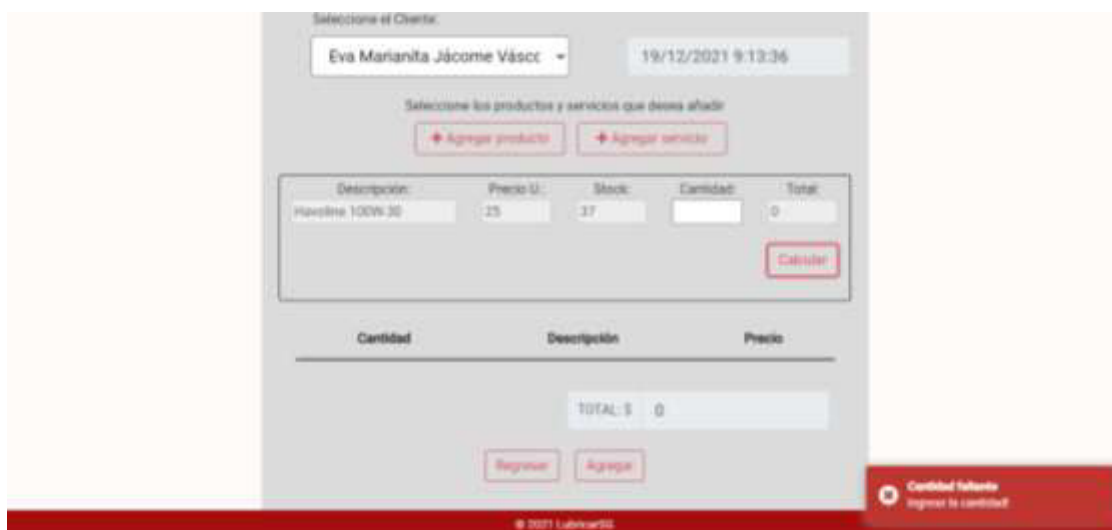 Seleccione el Cliente:
Eva Marianita Jácome Vásco
19/12/2021 9:13:36
Seleccione los productos y servicios que desea añadir
+ Agregar producto
+ Agregar servicio
Descripción: Precio U.: Stock: Cantidad: Total:
Havoline 100W-30 25 37 0
Calcular
Cantidad Descripción Precio
TOTAL: $ 0
Regresar Agregar
Cantidad faltante
Ingrese la cantidad!
© 2021 LubricarSG